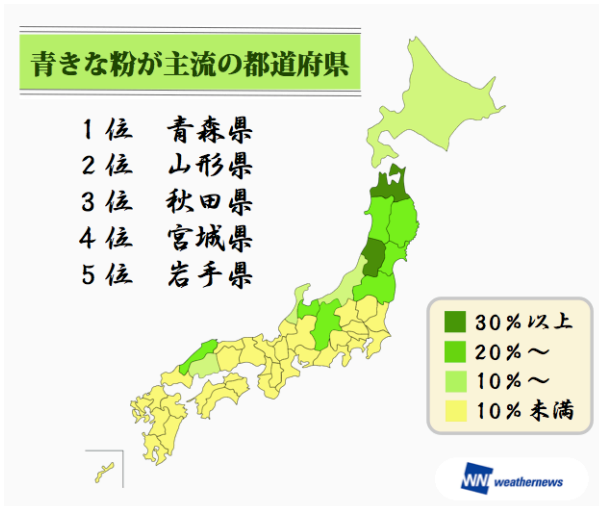 青きな粉が主流の都道府県
1位 青森県
2位 山形県
3位 秋田県
4位 宮城県
5位 岩手県
30%以上
20%～
10%～
10%未満
WNI weathernews